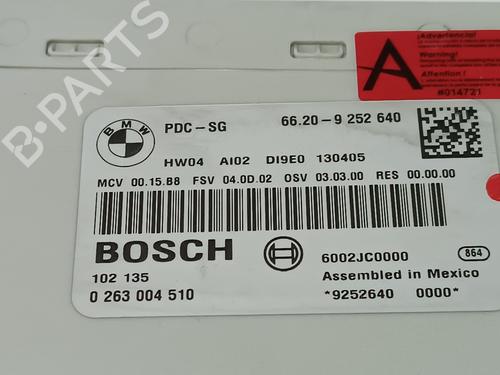 B-PARTS
¡Advertencia!
Warning!
Attention !
A
#014721
BMW
PDC-SG 66.20-9 252 640
HW04 AI02 DI9E0 130405
MCV 00.15.B8 FSV 04.0D.02 OSV 03.03.00 RES 00.00.00
BOSCH
6002JC0000 864
102 135 Assembled in Mexico
0 263 004 510 *9252640 0000*